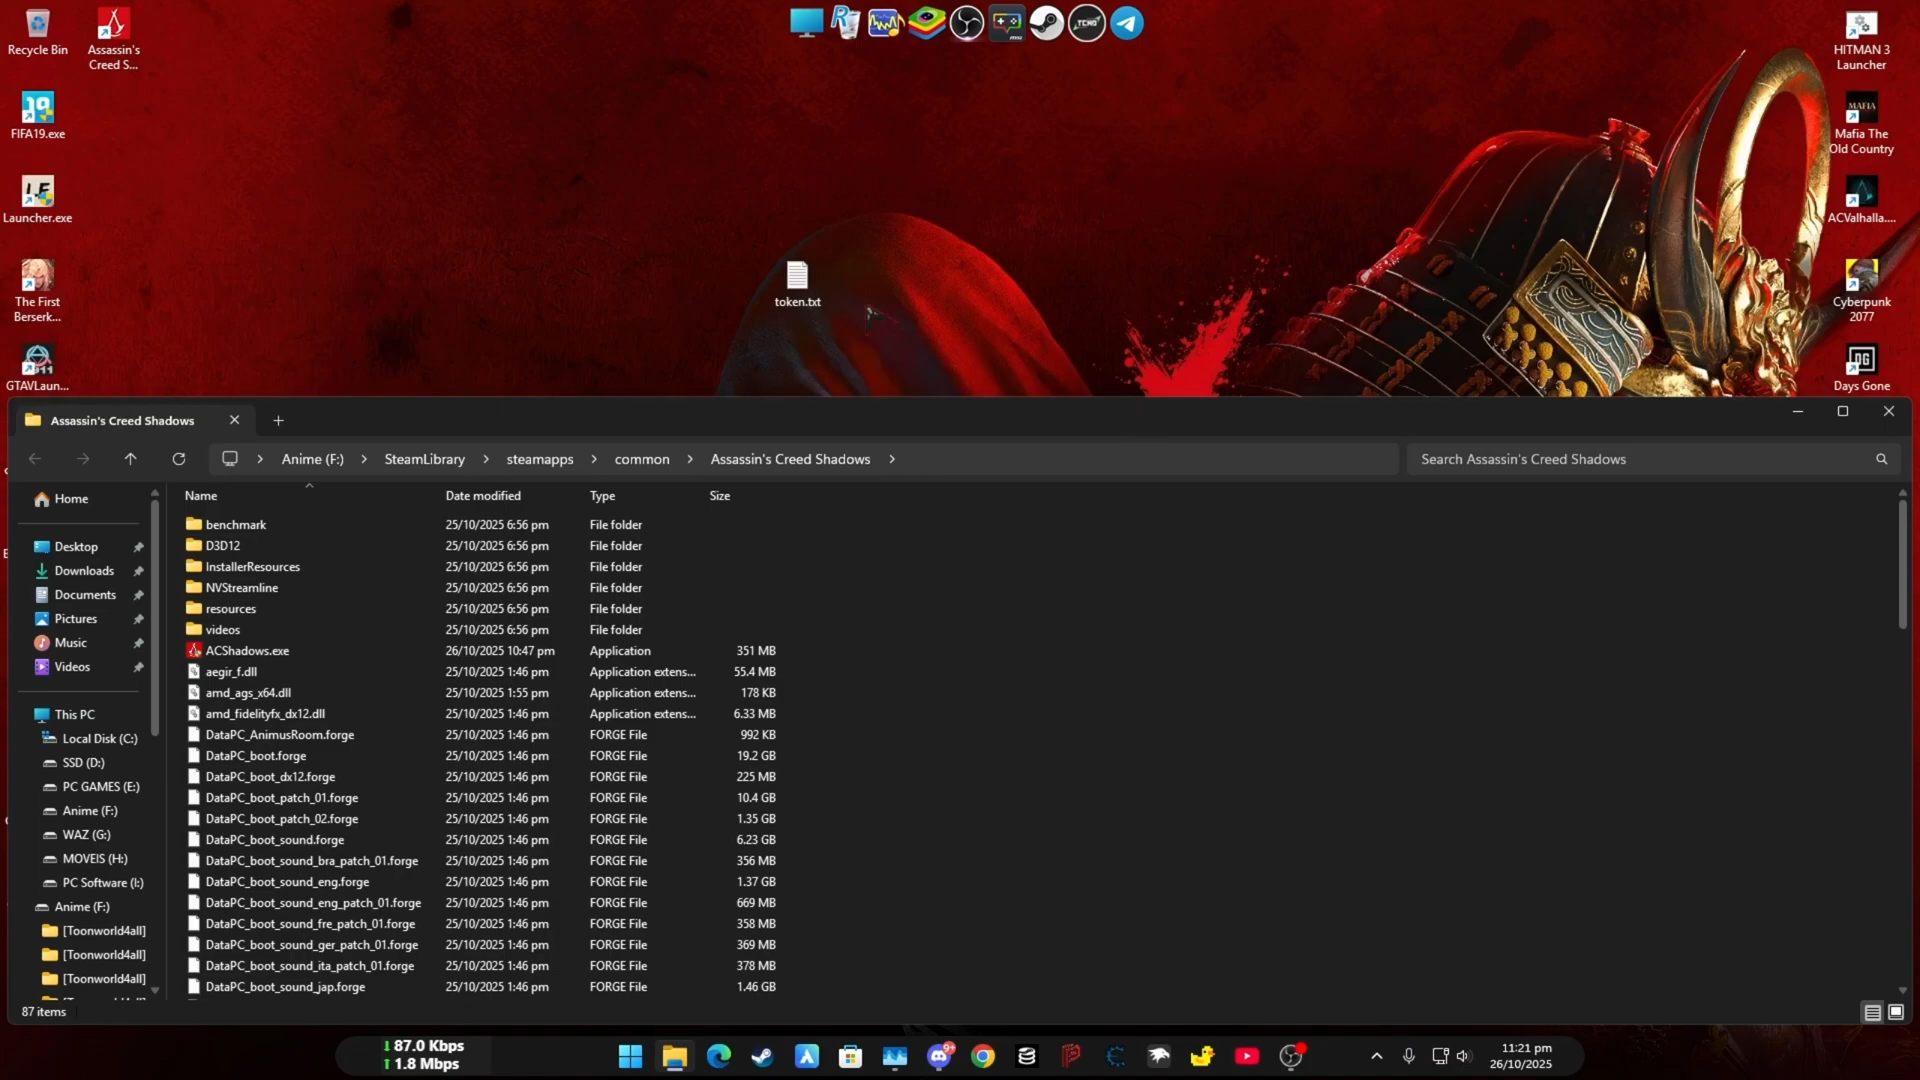 Recycle Bin
Assassin's
Creed S...
FIFA19.exe
Launcher.exe
The First
Berserk...
GTAVLaun...
token.txt
HITMAN 3
Launcher
MAFIA
Mafia The
Old Country
ACValhalla....
Cyberpunk
2077
DG
Days Gone
Assassin's Creed Shadows
Anime (F:) > SteamLibrary > steamapps > common > Assassin's Creed Shadows >
Search Assassin's Creed Shadows
Home
Desktop
Downloads
Documents
Pictures
Music
Videos
This PC
Local Disk (C:)
SSD (D:)
PC GAMES (E:)
Anime (F:)
WAZ (G:)
MOVEIS (H:)
PC Software (I:)
Anime (F:)
[Toonworld4all]
[Toonworld4all]
[Toonworld4all]
Name Date modified Type Size
benchmark 25/10/2025 6:56 pm File folder
D3D12 25/10/2025 6:56 pm File folder
InstallerResources 25/10/2025 6:56 pm File folder
NVStreamline 25/10/2025 6:56 pm File folder
resources 25/10/2025 6:56 pm File folder
videos 25/10/2025 6:56 pm File folder
ACShadows.exe 26/10/2025 10:47 pm Application 351 MB
aegir_f.dll 25/10/2025 1:46 pm Application extens... 55.4 MB
amd_ags_x64.dll 25/10/2025 1:55 pm Application extens... 178 KB
amd_fidelityfx_dx12.dll 25/10/2025 1:46 pm Application extens... 6.33 MB
DataPC_AnimusRoom.forge 25/10/2025 1:46 pm FORGE File 992 KB
DataPC_boot.forge 25/10/2025 1:46 pm FORGE File 19.2 GB
DataPC_boot_dx12.forge 25/10/2025 1:46 pm FORGE File 225 MB
DataPC_boot_patch_01.forge 25/10/2025 1:46 pm FORGE File 10.4 GB
DataPC_boot_patch_02.forge 25/10/2025 1:46 pm FORGE File 1.35 GB
DataPC_boot_sound.forge 25/10/2025 1:46 pm FORGE File 6.23 GB
DataPC_boot_sound_bra_patch_01.forge 25/10/2025 1:46 pm FORGE File 356 MB
DataPC_boot_sound_eng.forge 25/10/2025 1:46 pm FORGE File 1.37 GB
DataPC_boot_sound_eng_patch_01.forge 25/10/2025 1:46 pm FORGE File 669 MB
DataPC_boot_sound_fre_patch_01.forge 25/10/2025 1:46 pm FORGE File 358 MB
DataPC_boot_sound_ger_patch_01.forge 25/10/2025 1:46 pm FORGE File 369 MB
DataPC_boot_sound_ita_patch_01.forge 25/10/2025 1:46 pm FORGE File 378 MB
DataPC_boot_sound_jap.forge 25/10/2025 1:46 pm FORGE File 1.46 GB
87 items
87.0 Kbps
1.8 Mbps
9+
11:21 pm
26/10/2025